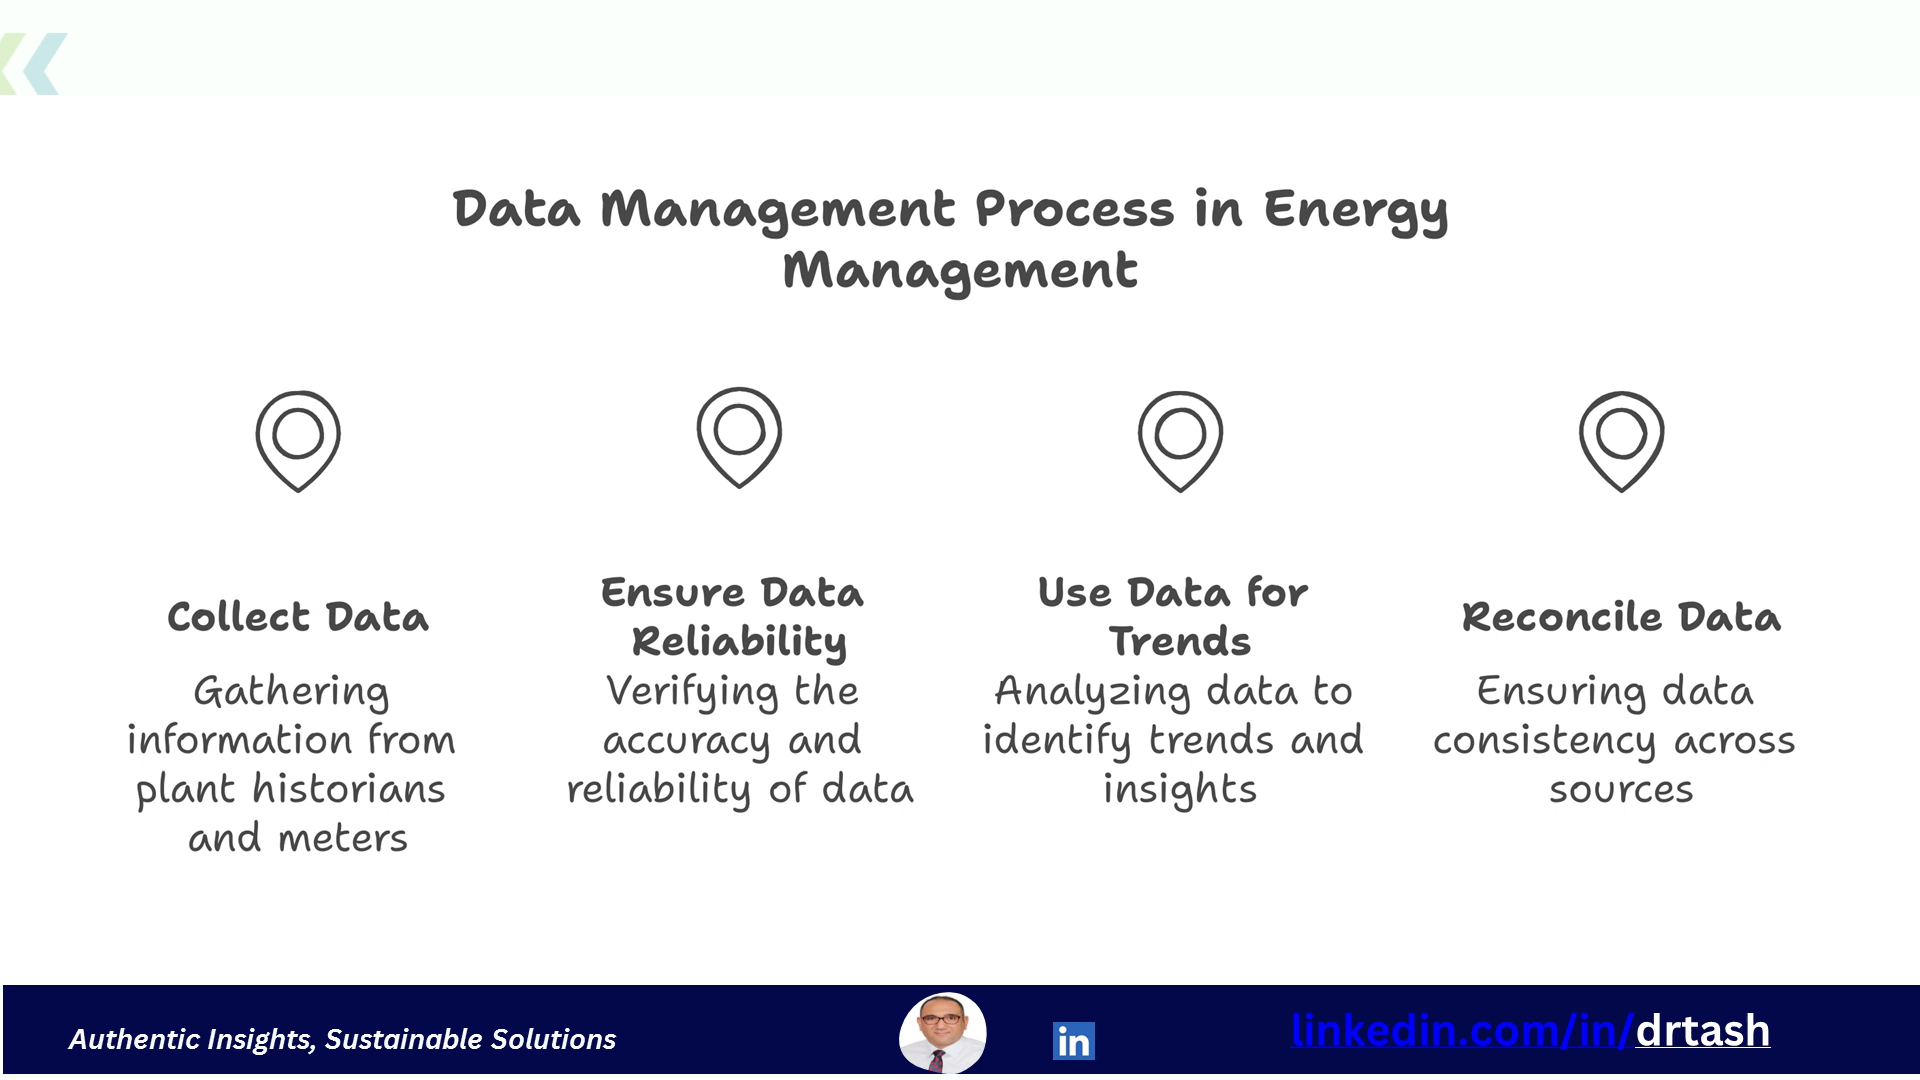 Data Management Process in Energy
Management
Collect Data
Gathering
information from
plant historians
and meters
Ensure Data
Reliability
Verifying the
accuracy and
reliability of data
Use Data for
Trends
Analyzing data to
identify trends and
insights
Reconcile Data
Ensuring data
consistency across
sources
Authentic Insights, Sustainable Solutions
in
linkedin.com/in/drtash